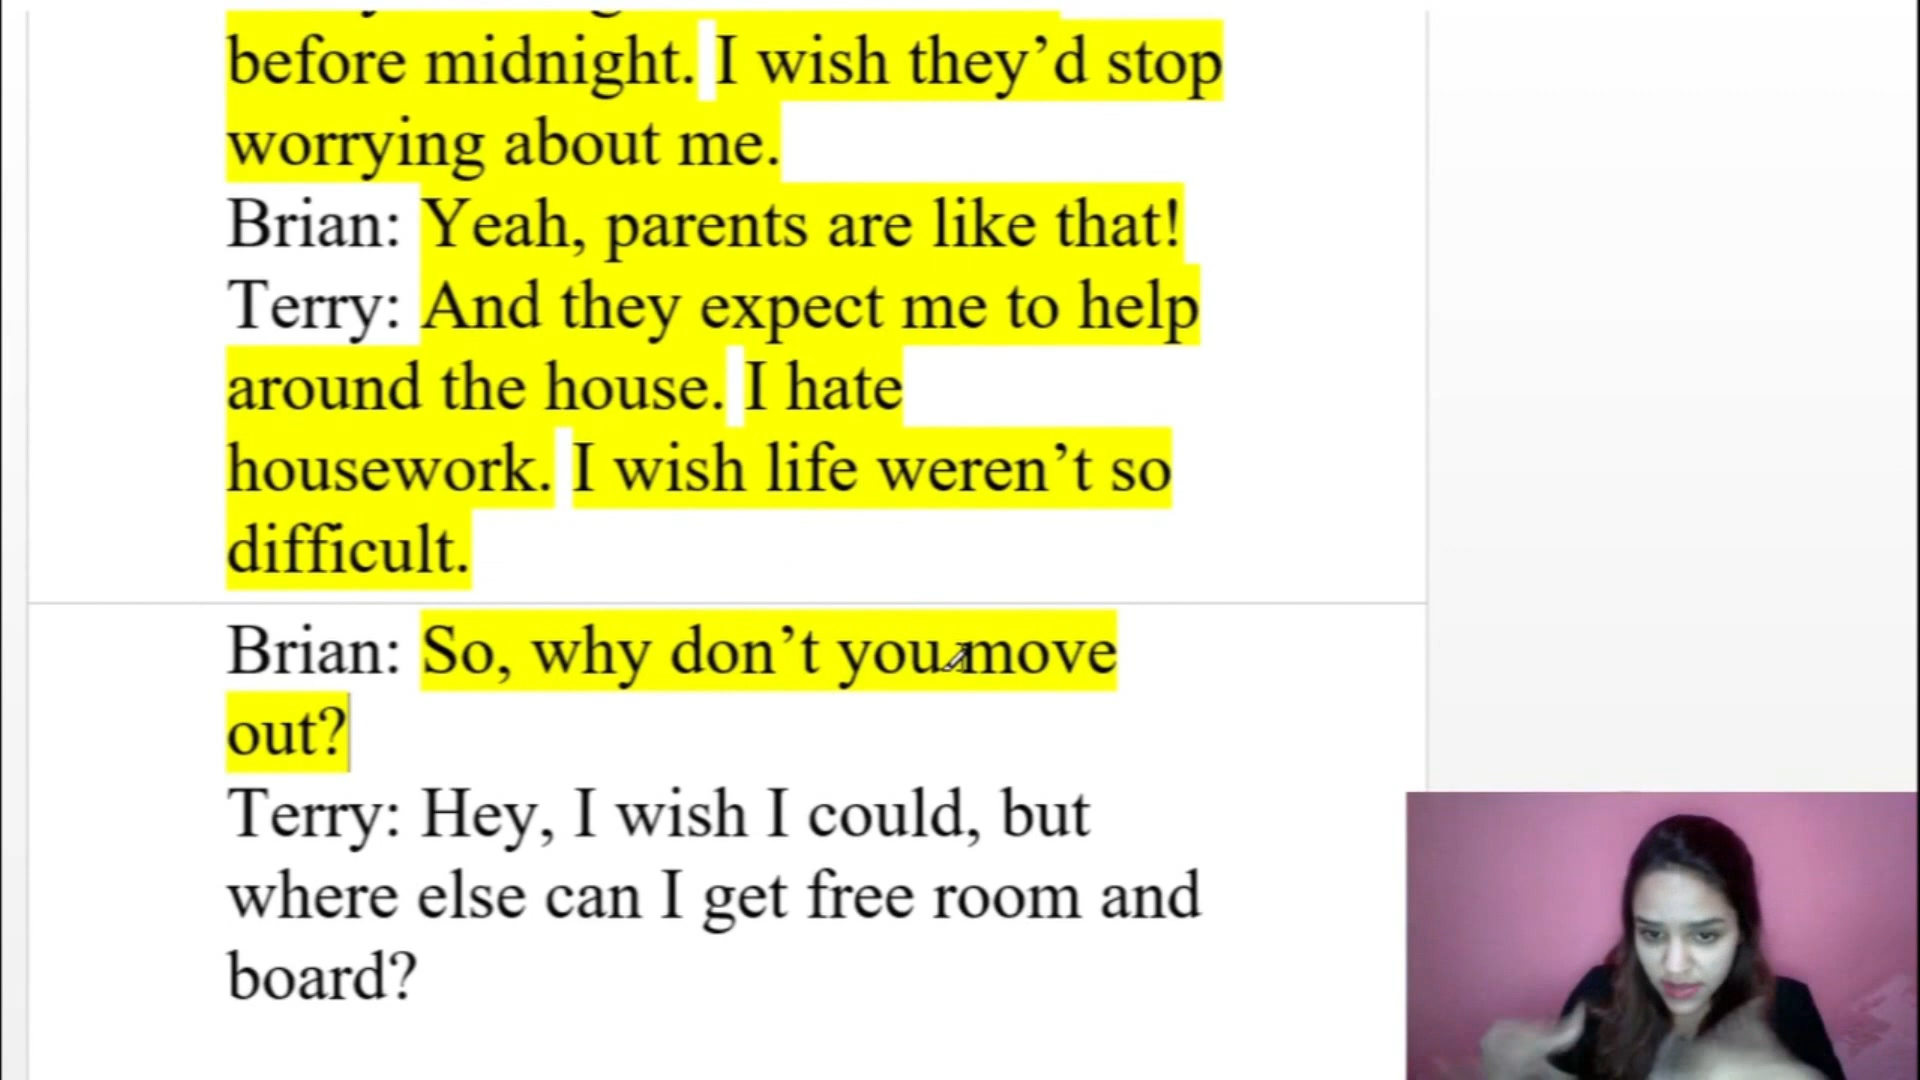 before midnight. I wish they’d stop
worrying about me.
Brian: Yeah, parents are like that!
Terry: And they expect me to help
around the house. I hate
housework. I wish life weren’t so
difficult.
Brian: So, why don’t you move
out?
Terry: Hey, I wish I could, but
where else can I get free room and
board?